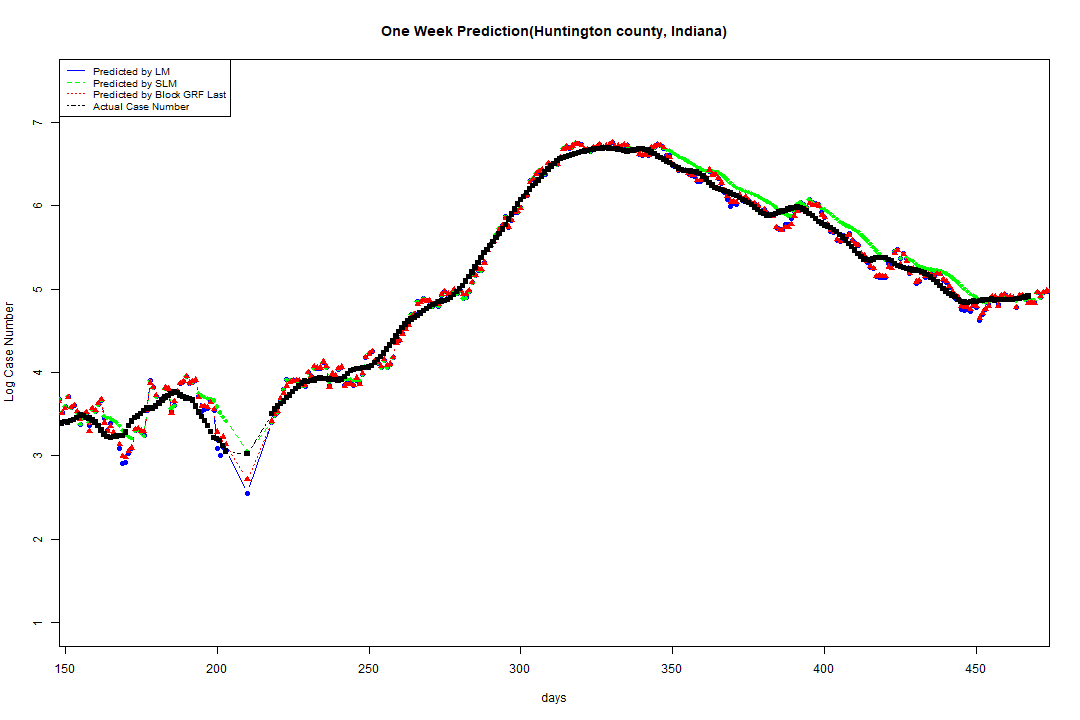 One Week Prediction(Huntington county, Indiana)
Predicted by LM
Predicted by SLM
Predicted by Block GRF Last
Actual Case Number
Log Case Number
7
6
5
4
3
2
1
150 200 250 300 350 400 450
days